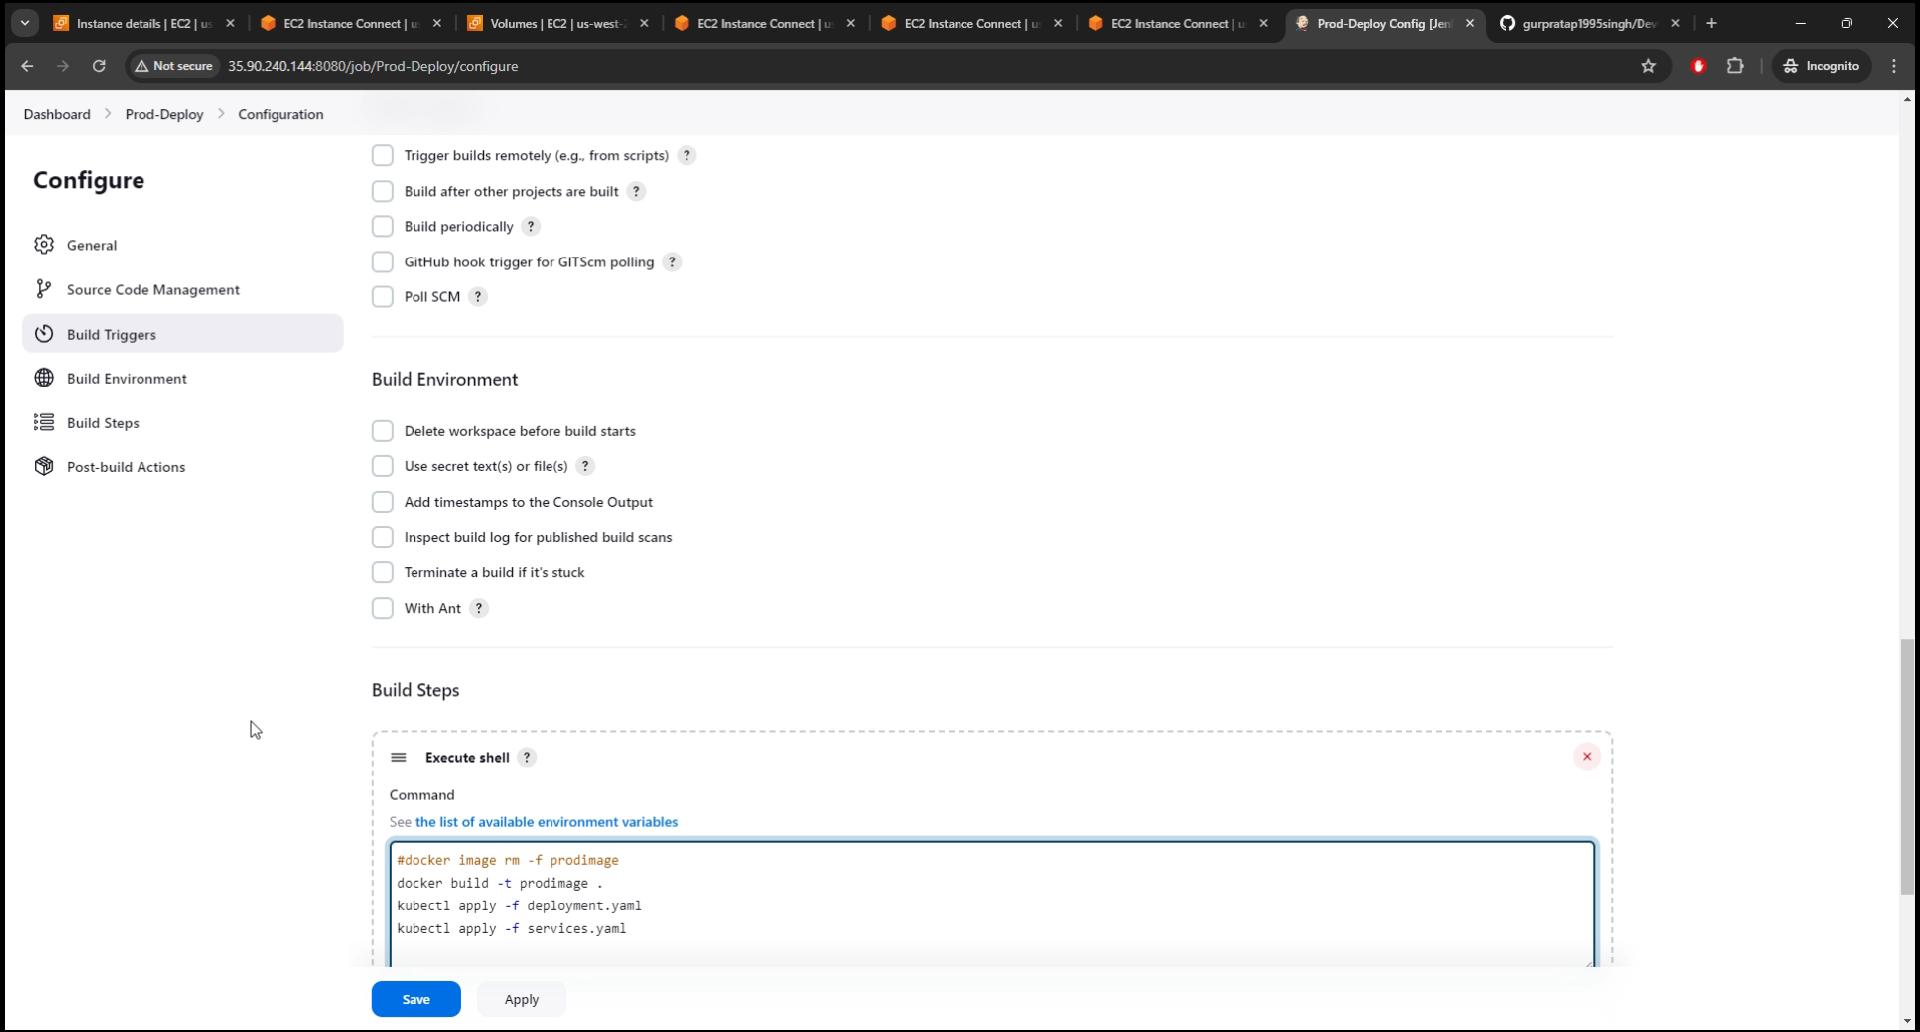 Instance details | EC2 | us
EC2 Instance Connect | us
Volumes | EC2 | us-west-2
EC2 Instance Connect | us
EC2 Instance Connect | us
EC2 Instance Connect | us
Prod-Deploy Config [Jen
gurpratap1995singh/Dev
Not secure
35.90.240.144:8080/job/Prod-Deploy/configure
Incognito
Dashboard > Prod-Deploy > Configuration
Configure
General
Source Code Management
Build Triggers
Build Environment
Build Steps
Post-build Actions
Trigger builds remotely (e.g., from scripts) ?
Build after other projects are built ?
Build periodically ?
GitHub hook trigger for GITScm polling ?
Poll SCM ?
Build Environment
Delete workspace before build starts
Use secret text(s) or file(s) ?
Add timestamps to the Console Output
Inspect build log for published build scans
Terminate a build if it's stuck
With Ant ?
Build Steps
Execute shell ?
Command
See the list of available environment variables
#docker image rm -f prodimage
docker build -t prodimage .
kubectl apply -f deployment.yaml
kubectl apply -f services.yaml
Save
Apply